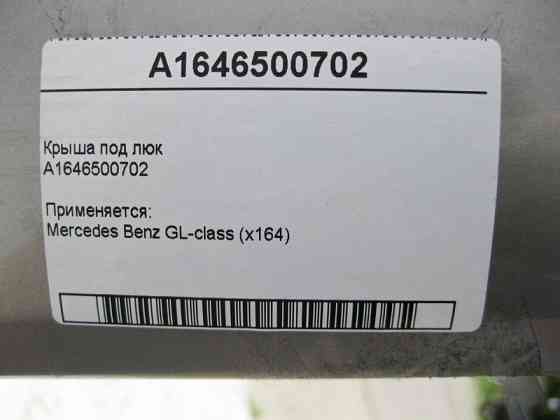 A1646500702
Крыша под люк
A1646500702
Применяется:
Mercedes Benz GL-class (x164)